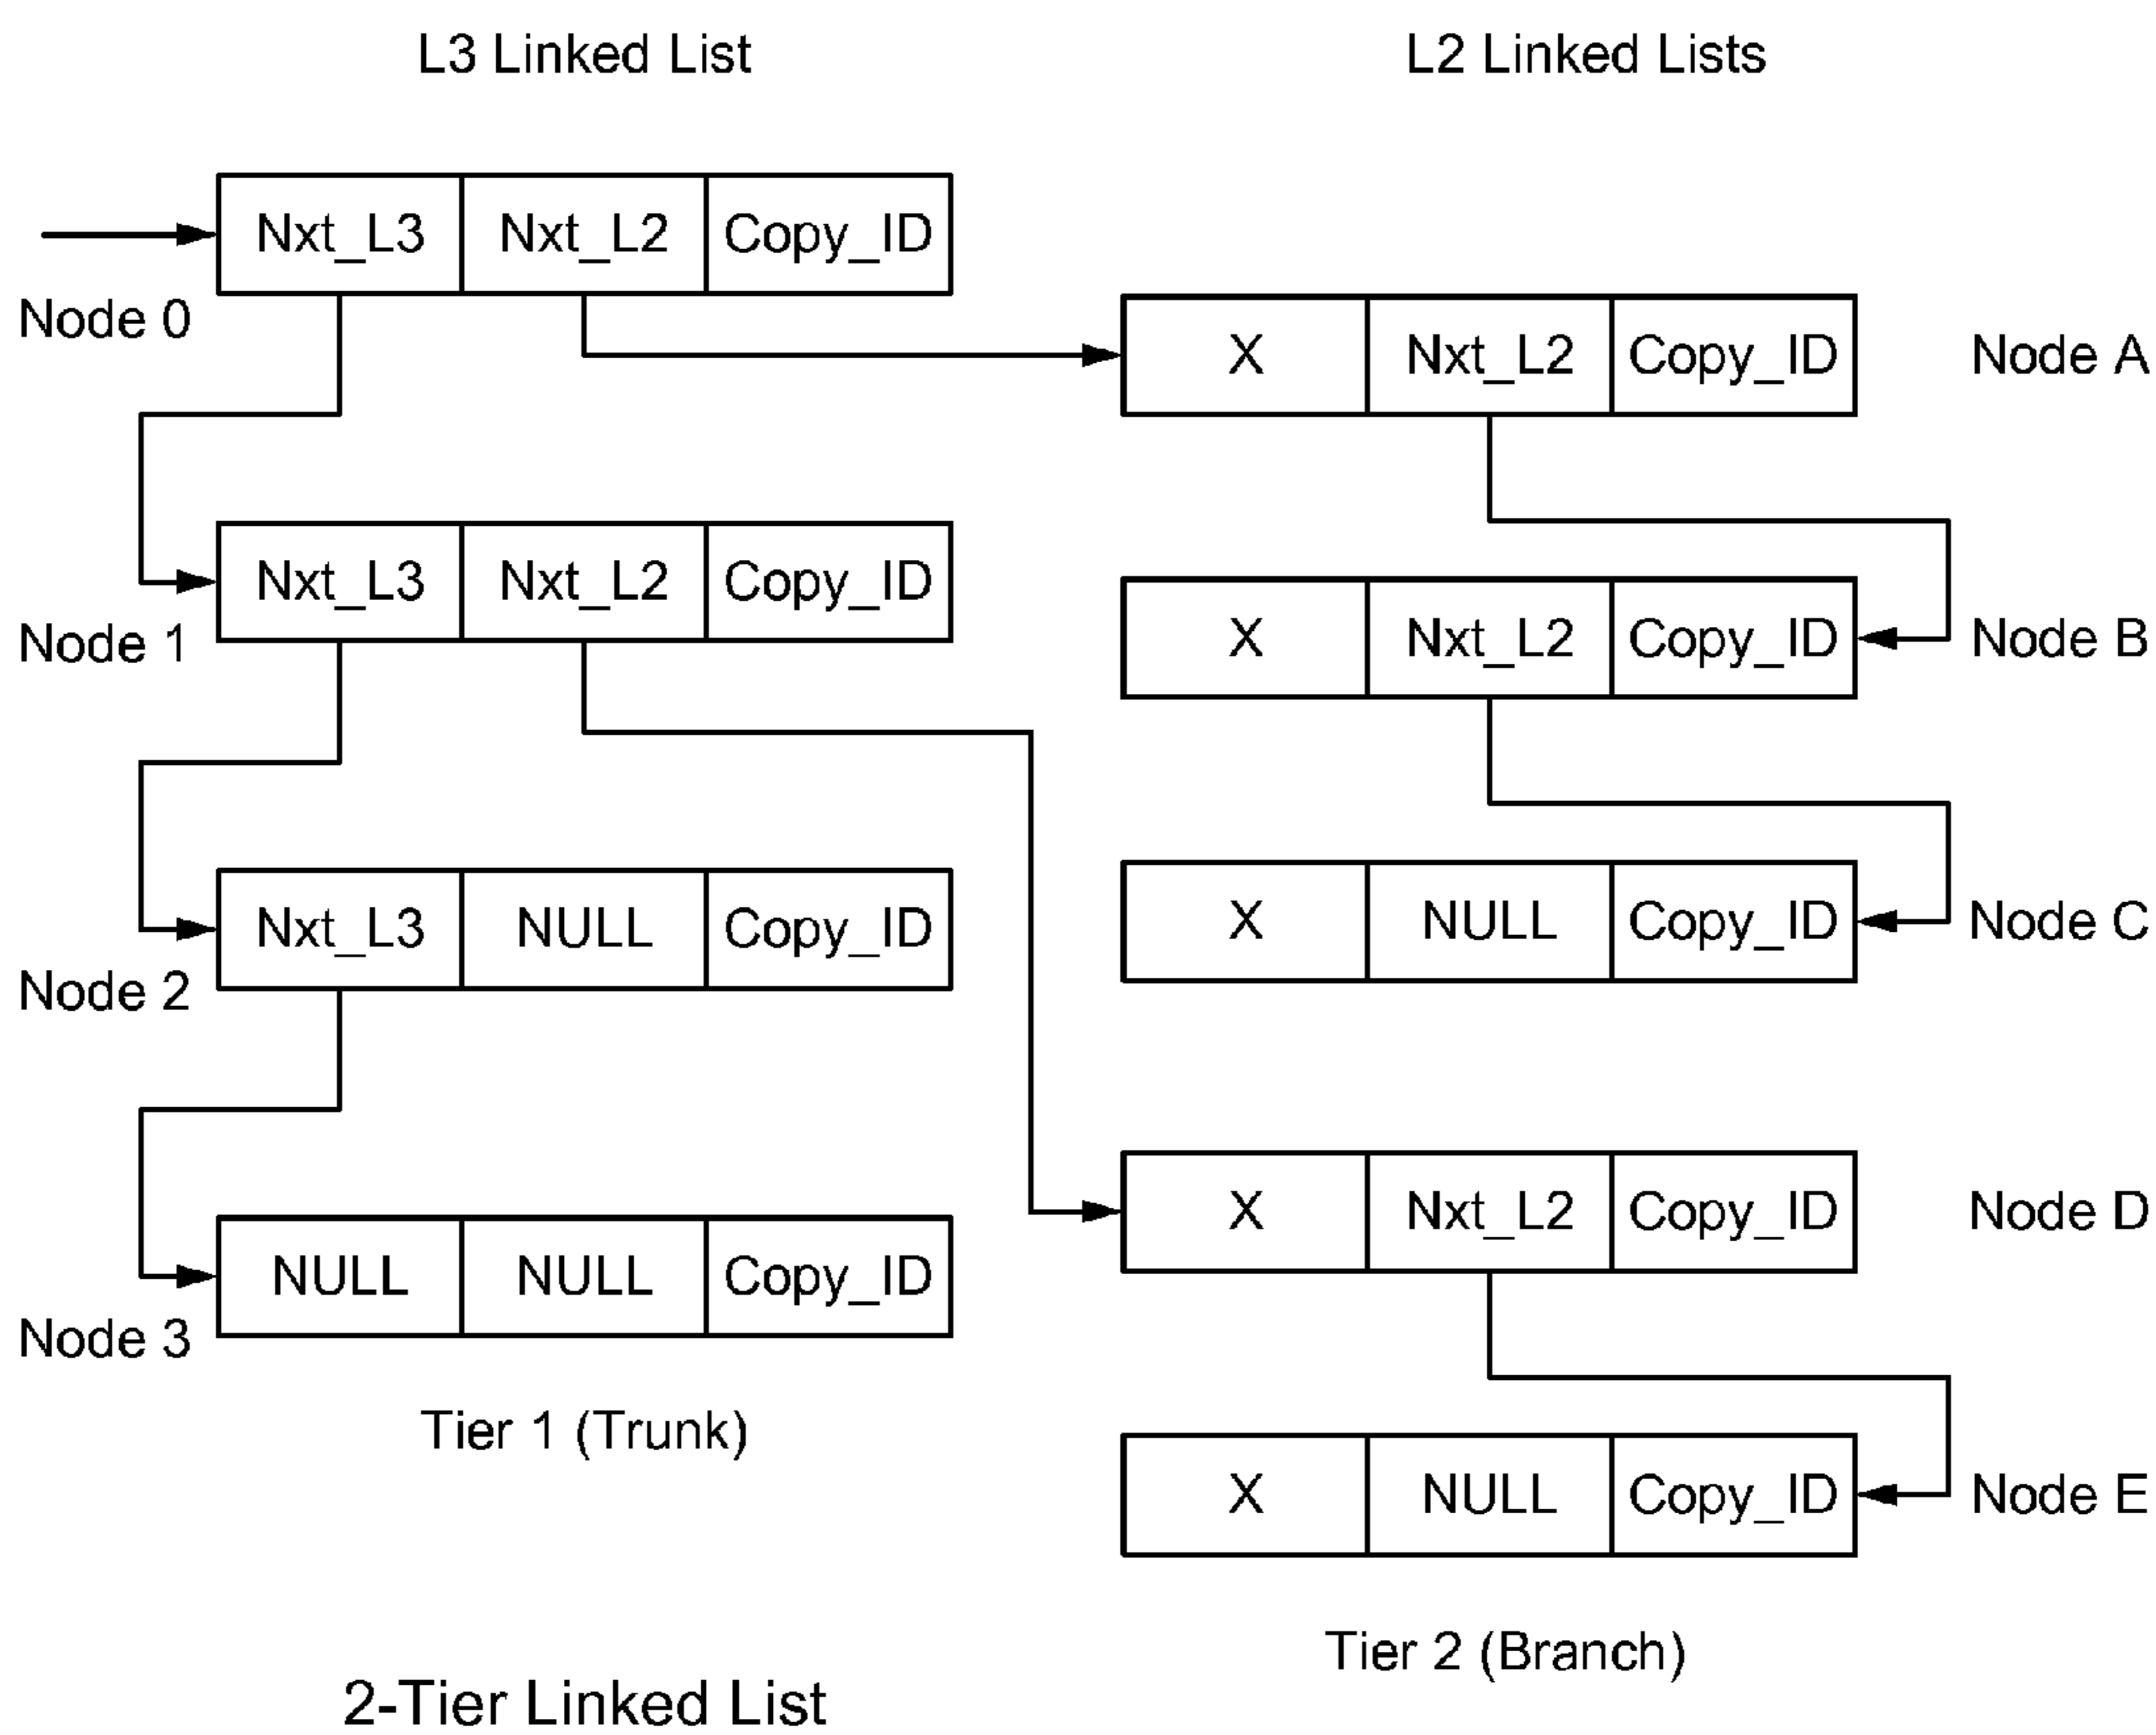 L3 Linked List
Nxt_L3 Nxt_L2 Copy_ID
Node 0
Nxt_L3 Nxt_L2 Copy_ID
Node 1
Nxt_L3 NULL Copy_ID
Node 2
NULL NULL Copy_ID
Node 3
Tier 1 (Trunk)
L2 Linked Lists
X Nxt_L2 Copy_ID Node A
X Nxt_L2 Copy_ID Node B
X NULL Copy_ID Node C
X Nxt_L2 Copy_ID Node D
X NULL Copy_ID Node E
Tier 2 (Branch)
2-Tier Linked List